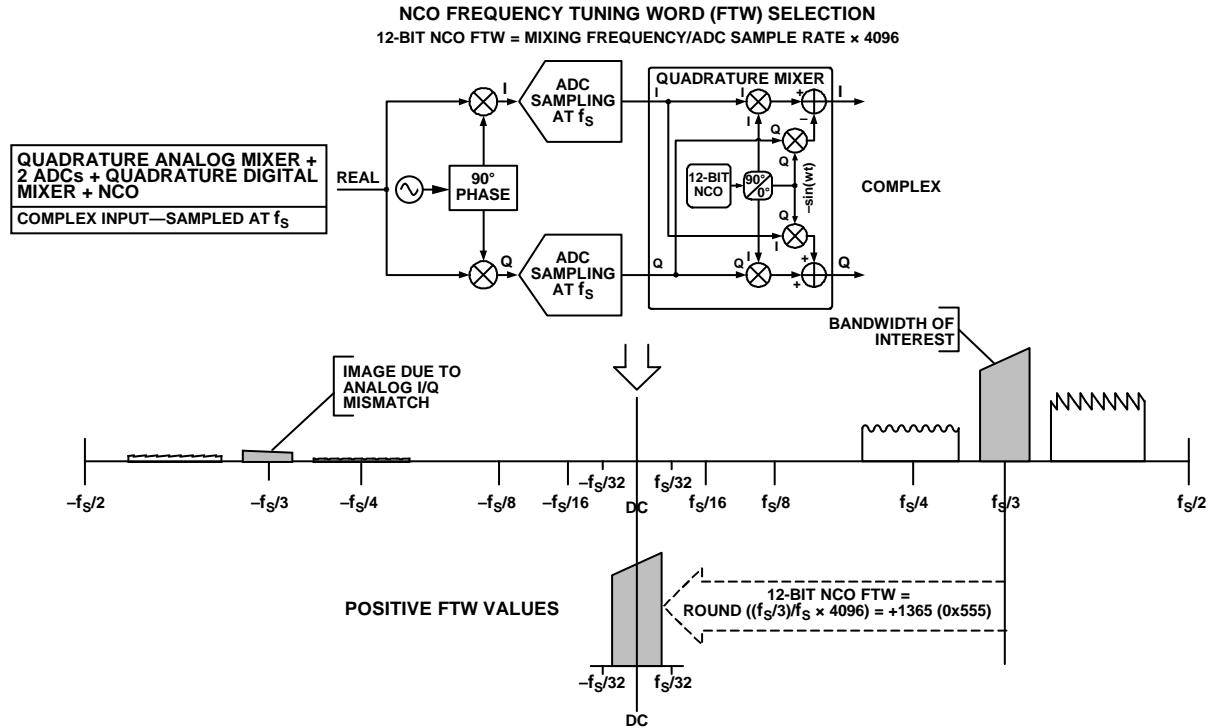 NCO FREQUENCY TUNING WORD (FTW) SELECTION
12-BIT NCO FTW = MIXING FREQUENCY/ADC SAMPLE RATE × 4096
QUADRATURE ANALOG MIXER +
2 ADCs + QUADRATURE DIGITAL
MIXER + NCO
COMPLEX INPUT—SAMPLED AT fS
REAL
90°
PHASE
I
Q
ADC
SAMPLING
AT fS
ADC
SAMPLING
AT fS
I
Q
QUADRATURE MIXER
I
I
+
I
–
Q
Q
12-BIT
NCO
90°
0°
–sin(wt)
Q
I
+
Q
I
+
Q
COMPLEX
BANDWIDTH OF
INTEREST
IMAGE DUE TO
ANALOG I/Q
MISMATCH
–fS/2
–fS/3
–fS/4
–fS/8
–fS/16
–fS/32
DC
fS/32
fS/16
fS/8
fS/4
fS/3
fS/2
POSITIVE FTW VALUES
12-BIT NCO FTW =
ROUND ((fS/3)/fS × 4096) = +1365 (0x555)
–fS/32
fS/32
DC